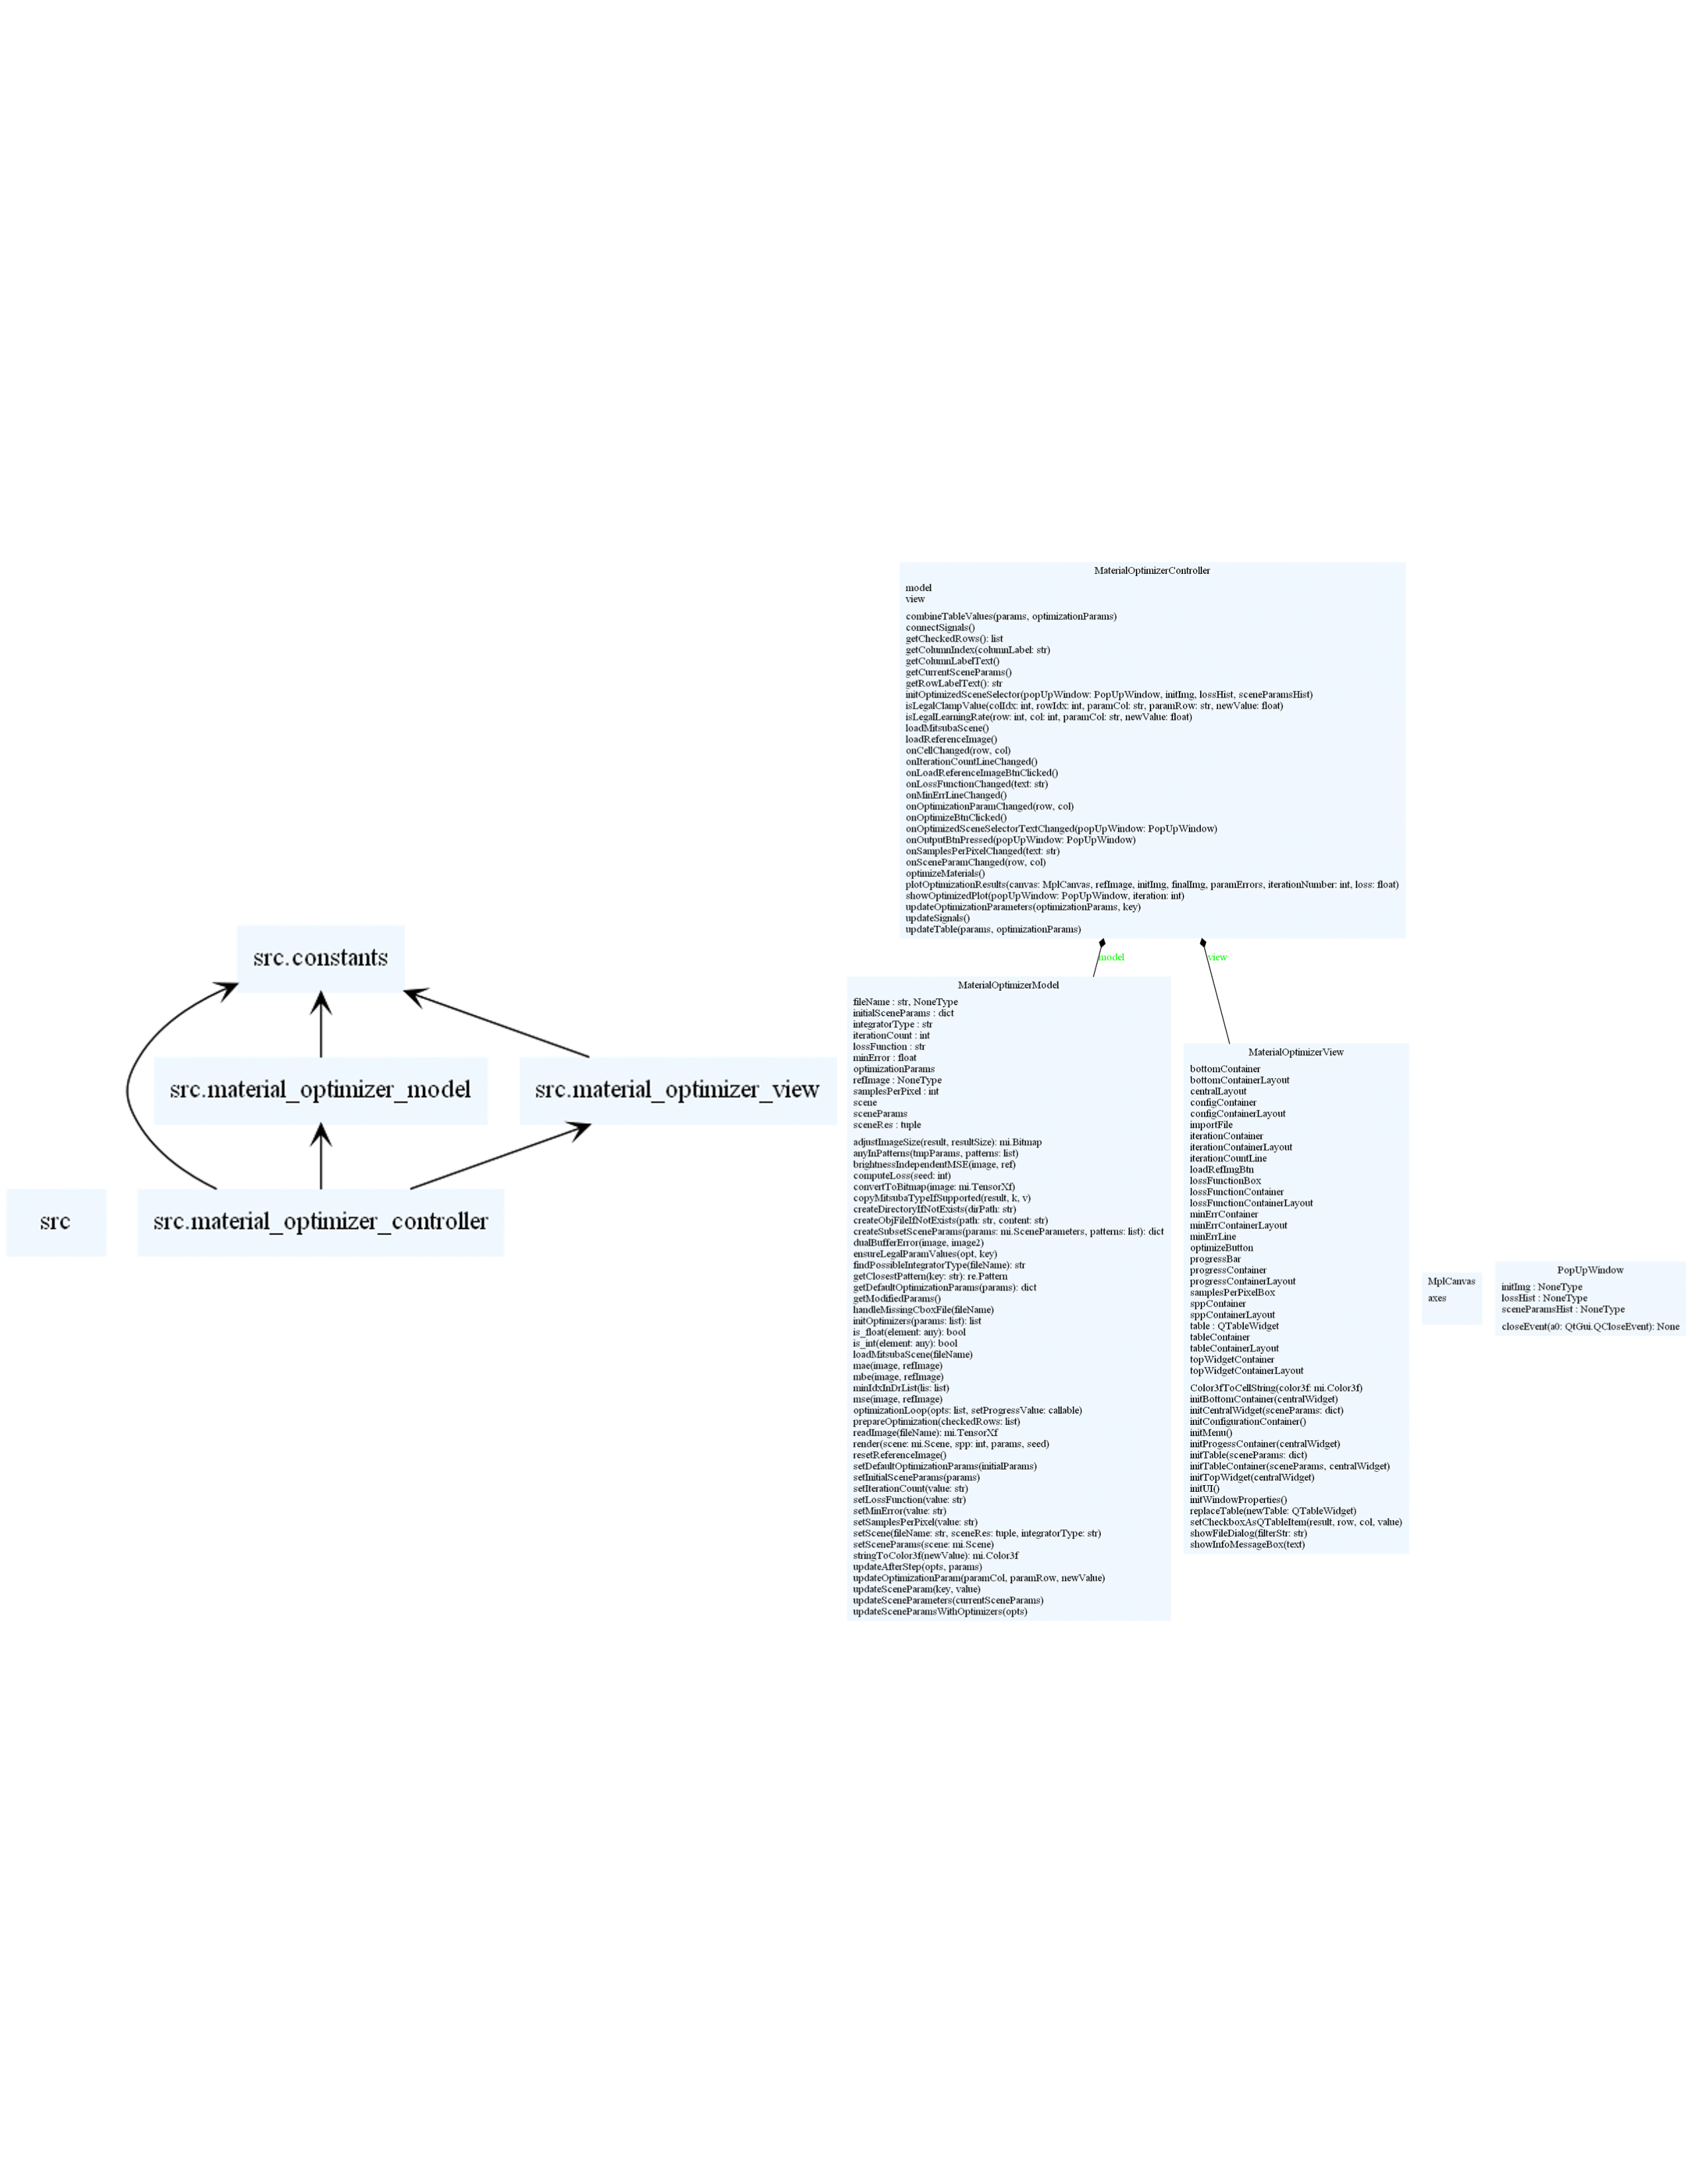 src.constants
src.material_optimizer_model
src.material_optimizer_view
src
src.material_optimizer_controller
MaterialOptimizerController
model
view
combineTableValues(params, optimizationParams)
connectSignals()
getCheckedRows(): list
getColumnIndex(columnLabel: str)
getColumnLabelText()
getCurrentSceneParams()
getRowLabelText(): str
initOptimizedSceneSelector(popUpWindow: PopUpWindow, initImg, lossHist, sceneParamsHist)
isLegalClampValue(colIdx: int, rowIdx: int, paramCol: str, paramRow: str, newValue: float)
isLegalLearningRate(row: int, col: int, paramCol: str, newValue: float)
loadMitsubaScene()
loadReferenceImage()
onCellChanged(row, col)
onIterationCountLineChanged()
onLoadReferenceImageBtnClicked()
onLossFunctionChanged(text: str)
onMinErrLineChanged()
onOptimizationParamChanged(row, col)
onOptimizeBtnClicked()
onOptimizedSceneSelectorTextChanged(popUpWindow: PopUpWindow)
onOutputBtnPressed(popUpWindow: PopUpWindow)
onSamplesPerPixelChanged(text: str)
onSceneParamChanged(row, col)
optimizeMaterials()
plotOptimizationResults(canvas: MplCanvas, refImage, initImg, finalImg, paramErrors, iterationNumber: int, loss: float)
showOptimizedPlot(popUpWindow: PopUpWindow, iteration: int)
updateOptimizationParameters(optimizationParams, key)
updateSignals()
updateTable(params, optimizationParams)
model
view
MaterialOptimizerModel
fileName : str, NoneType
initialSceneParams : dict
integratorType : str
iterationCount : int
lossFunction : str
minError : float
optimizationParams
refImage : NoneType
samplesPerPixel : int
scene
sceneParams
sceneRes : tuple
adjustImageSize(result, resultSize): mi.Bitmap
anyInPatterns(tmpParams, patterns: list)
brightnessIndependentMSE(image, ref)
computeLoss(seed: int)
convertToBitmap(image: mi.TensorXf)
copyMitsubaTypeIfSupported(result, k, v)
createDirectoryIfNotExists(dirPath: str)
createObjFileIfNotExists(path: str, content: str)
createSubsetSceneParams(params: mi.SceneParameters, patterns: list): dict
dualBufferError(image, image2)
ensureLegalParamValues(opt, key)
findPossibleIntegratorType(fileName): str
getClosestPattern(key: str): re.Pattern
getDefaultOptimizationParams(params): dict
getModifiedParams()
handleMissingCboxFile(fileName)
initOptimizers(params: list): list
is_float(element: any): bool
is_int(element: any): bool
loadMitsubaScene(fileName)
mae(image, refImage)
mbe(image, refImage)
minIdxInDrList(lis: list)
mse(image, refImage)
optimizationLoop(opts: list, setProgressValue: callable)
prepareOptimization(checkedRows: list)
readImage(fileName): mi.TensorXf
render(scene: mi.Scene, spp: int, params, seed)
resetReferenceImage()
setDefaultOptimizationParams(initialParams)
setInitialSceneParams(params)
setIterationCount(value: str)
setLossFunction(value: str)
setMinError(value: str)
setSamplesPerPixel(value: str)
setScene(fileName: str, sceneRes: tuple, integratorType: str)
setSceneParams(scene: mi.Scene)
stringToColor3f(newValue): mi.Color3f
updateAfterStep(opts, params)
updateOptimizationParam(paramCol, paramRow, newValue)
updateSceneParam(key, value)
updateSceneParameters(currentSceneParams)
updateSceneParamsWithOptimizers(opts)
MaterialOptimizerView
bottomContainer
bottomContainerLayout
centralLayout
configContainer
configContainerLayout
importFile
iterationContainer
iterationContainerLayout
iterationCountLine
loadRefImgBtn
lossFunctionBox
lossFunctionContainer
lossFunctionContainerLayout
minErrContainer
minErrContainerLayout
minErrLine
optimizeButton
progressBar
progressContainer
progressContainerLayout
samplesPerPixelBox
sppContainer
sppContainerLayout
table : QTableWidget
tableContainer
tableContainerLayout
topWidgetContainer
topWidgetContainerLayout
Color3fToCellString(color3f: mi.Color3f)
initBottomContainer(centralWidget)
initCentralWidget(sceneParams: dict)
initConfigurationContainer()
initMenu()
initProgessContainer(centralWidget)
initTable(sceneParams: dict)
initTableContainer(sceneParams, centralWidget)
initTopWidget(centralWidget)
initUI()
initWindowProperties()
replaceTable(newTable: QTableWidget)
setCheckboxAsQTableItem(result, row, col, value)
showFileDialog(filterStr: str)
showInfoMessageBox(text)
MplCanvas
axes
PopUpWindow
initImg : NoneType
lossHist : NoneType
sceneParamsHist : NoneType
closeEvent(a0: QtGui.QCloseEvent): None